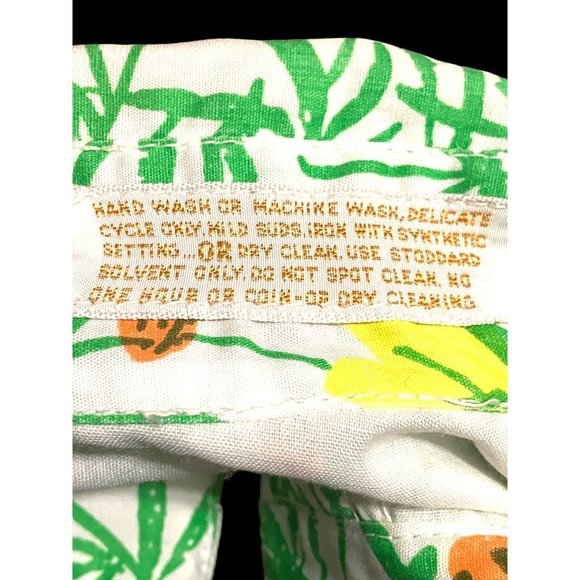 HAND WASH OR MACHINE WASH, DELICATE
CYCLE ONLY, MILD SUDS. IRON WITH SYNTHETIC
SETTING... OR DRY CLEAN. USE STODDARD
SOLVENT ONLY. DO NOT SPOT CLEAN. NO
ONE HOUR OR COIN-OP DRY CLEANING